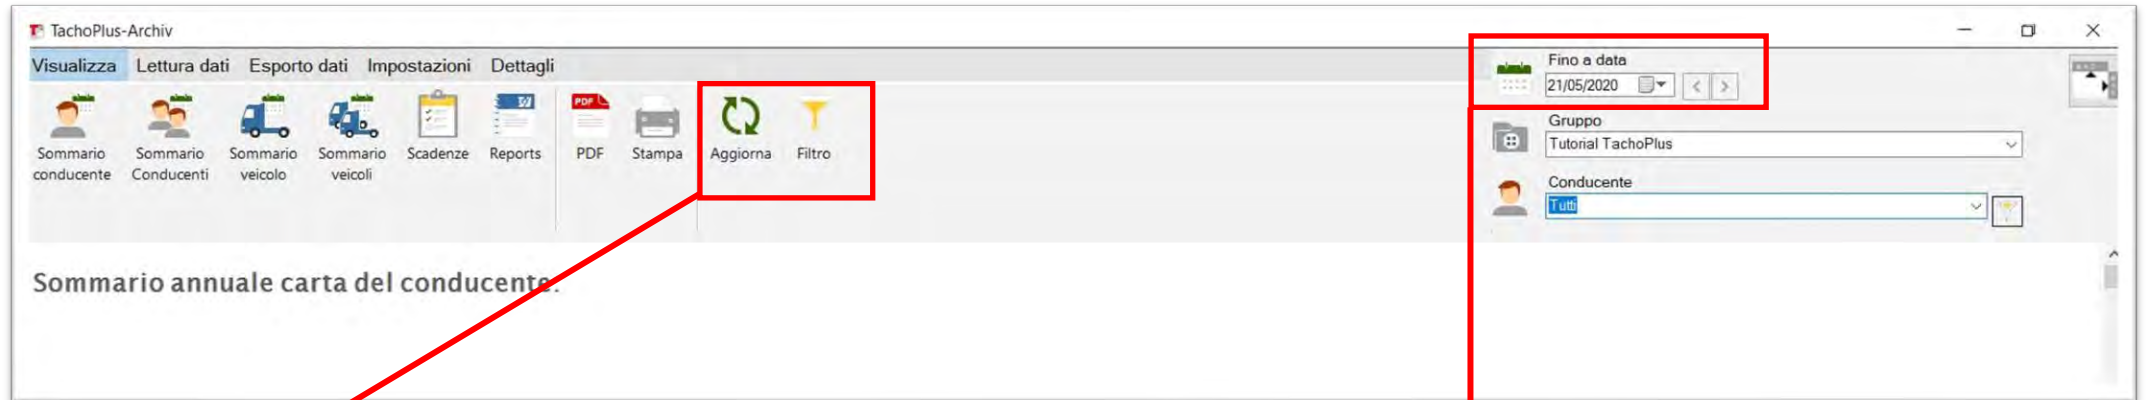 TachoPlus-Archiv
Visualizza Lettura dati Esporto dati Impostazioni Dettagli
Sommario conducente
Sommario Conducenti
Sommario veicolo
Sommario veicoli
Scadenze
Reports
PDF
PDF
Stampa
Aggiorna
Filtro
Fino a data
21/05/2020
Gruppo
Tutorial TachoPlus
Conducente
Tutti
Sommario annuale carta del conducente.